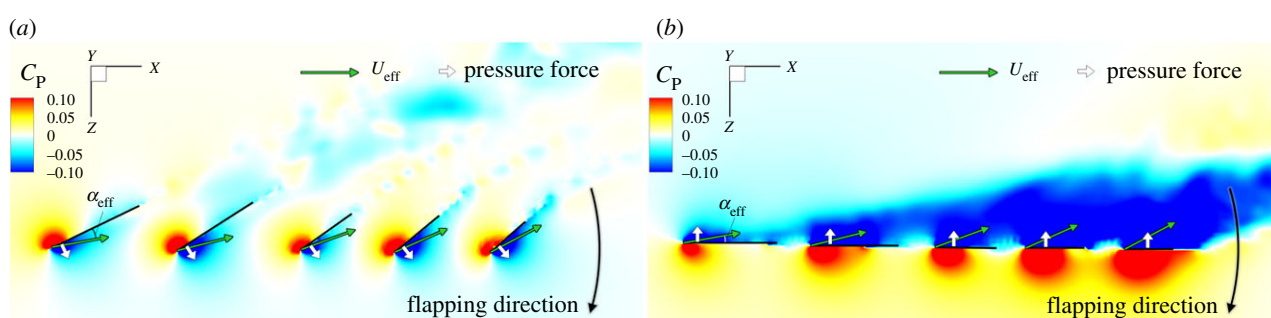 (a)
Y
X
Z
C_P
0.10
0.05
0
−0.05
−0.10
U_eff
pressure force
α_eff
flapping direction
(b)
Y
X
Z
C_P
0.10
0.05
0
−0.05
−0.10
U_eff
pressure force
α_eff
flapping direction